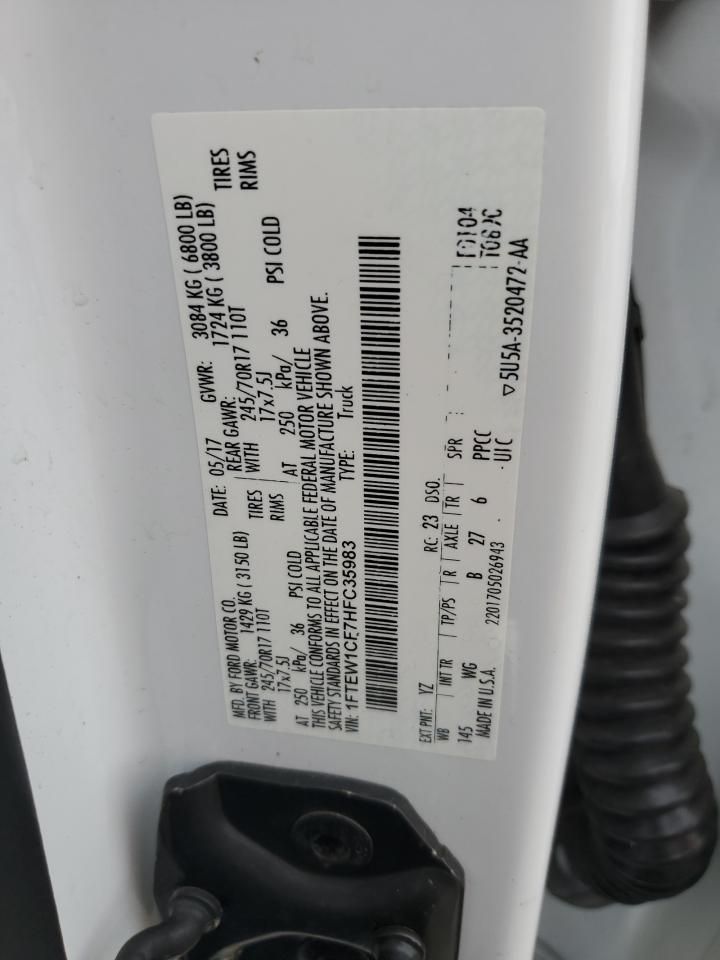 MFD. BY FORD MOTOR CO. DATE: 05/17 GVWR: 3084 KG ( 6800 LB)
FRONT GAWR: 1429 KG ( 3150 LB) REAR GAWR: 1724 KG ( 3800 LB)
WITH 245/70R17 110T TIRES WITH 245/70R17 110T TIRES
17x7.5J RIMS 17x7.5J RIMS
AT 250 kPa/ 36 PSI COLD AT 250 kPa/ 36 PSI COLD
THIS VEHICLE CONFORMS TO ALL APPLICABLE FEDERAL MOTOR VEHICLE
SAFETY STANDARDS IN EFFECT ON THE DATE OF MANUFACTURE SHOWN ABOVE.
VIN: 1FTEW1CF7HFC35983 TYPE: Truck
EXT PNT: YZ RC: 23 DSO:
WB INT TR TP/PS R AXLE TR SPR
145 WG B 27 6 PPCC
MADE IN U.S.A. 2201705026943 UIC
▽5U5A-3520472-AA